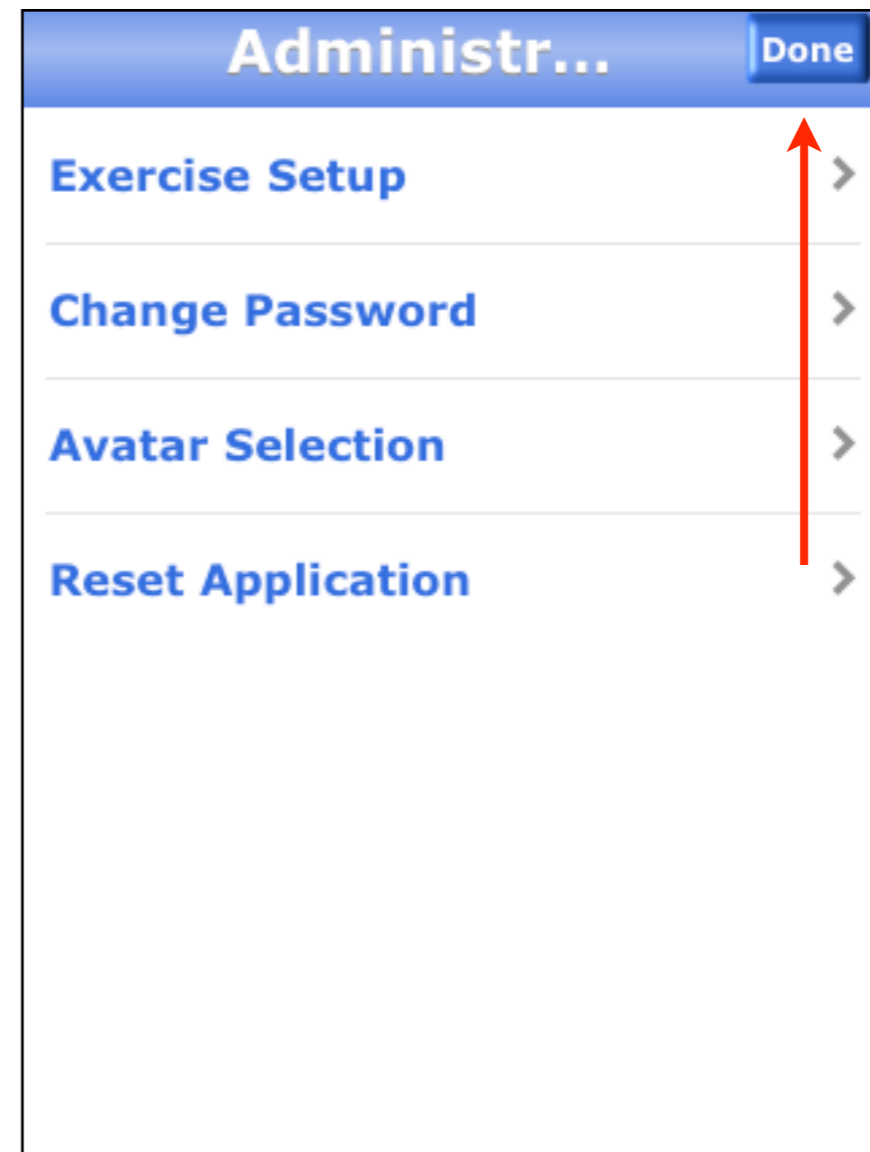 Administr...
Done
Exercise Setup
Change Password
Avatar Selection
Reset Application